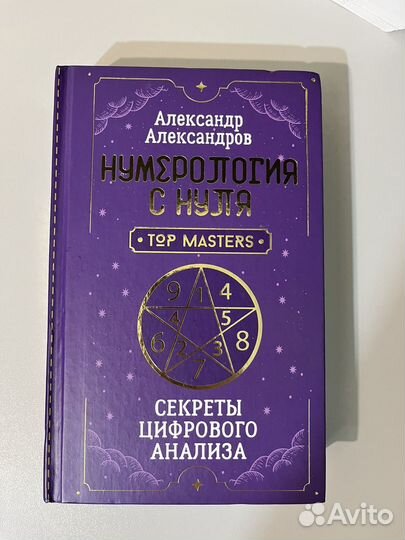 Александр
Александров
НУМЕРОЛОГИЯ
С НУЛЯ
TOP MASTERS
9 1 4
4 5
6 2 3 8
7
СЕКРЕТЫ
ЦИФРОВОГО
АНАЛИЗА
Avito